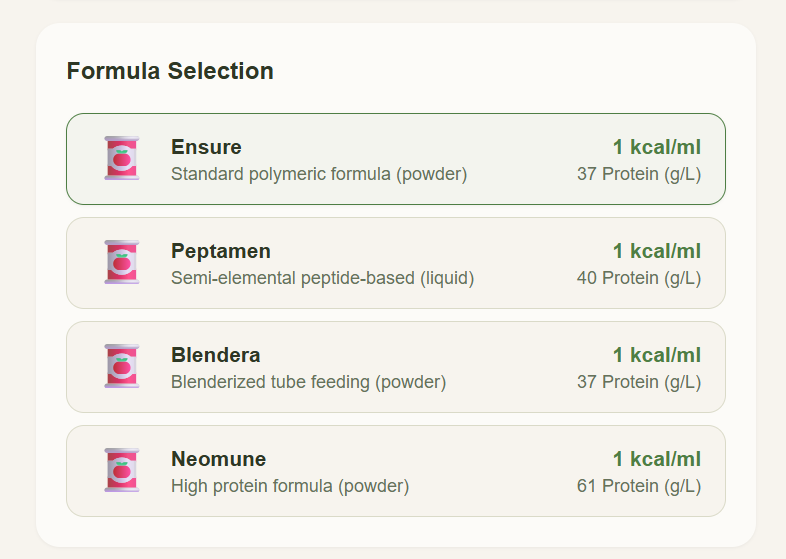 Formula Selection
Ensure
1 kcal/ml
Standard polymeric formula (powder)
37 Protein (g/L)
Peptamen
1 kcal/ml
Semi-elemental peptide-based (liquid)
40 Protein (g/L)
Blendera
1 kcal/ml
Blenderized tube feeding (powder)
37 Protein (g/L)
Neomune
1 kcal/ml
High protein formula (powder)
61 Protein (g/L)